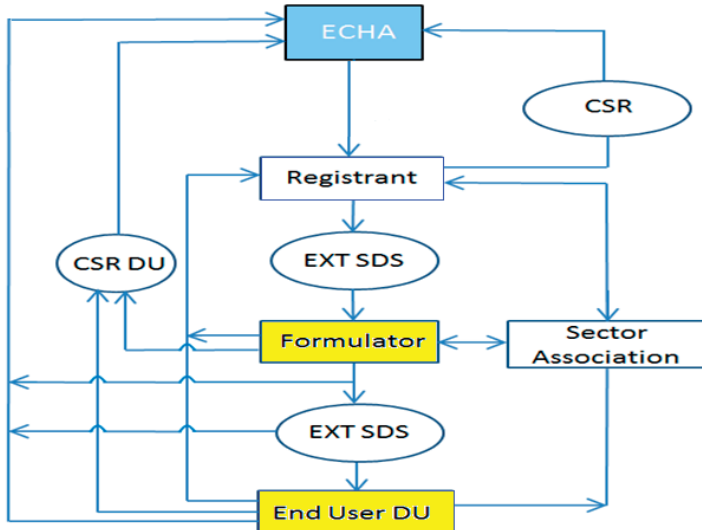 ECHA
CSR
Registrant
CSR DU
EXT SDS
Formulator
Sector
Association
EXT SDS
End User DU